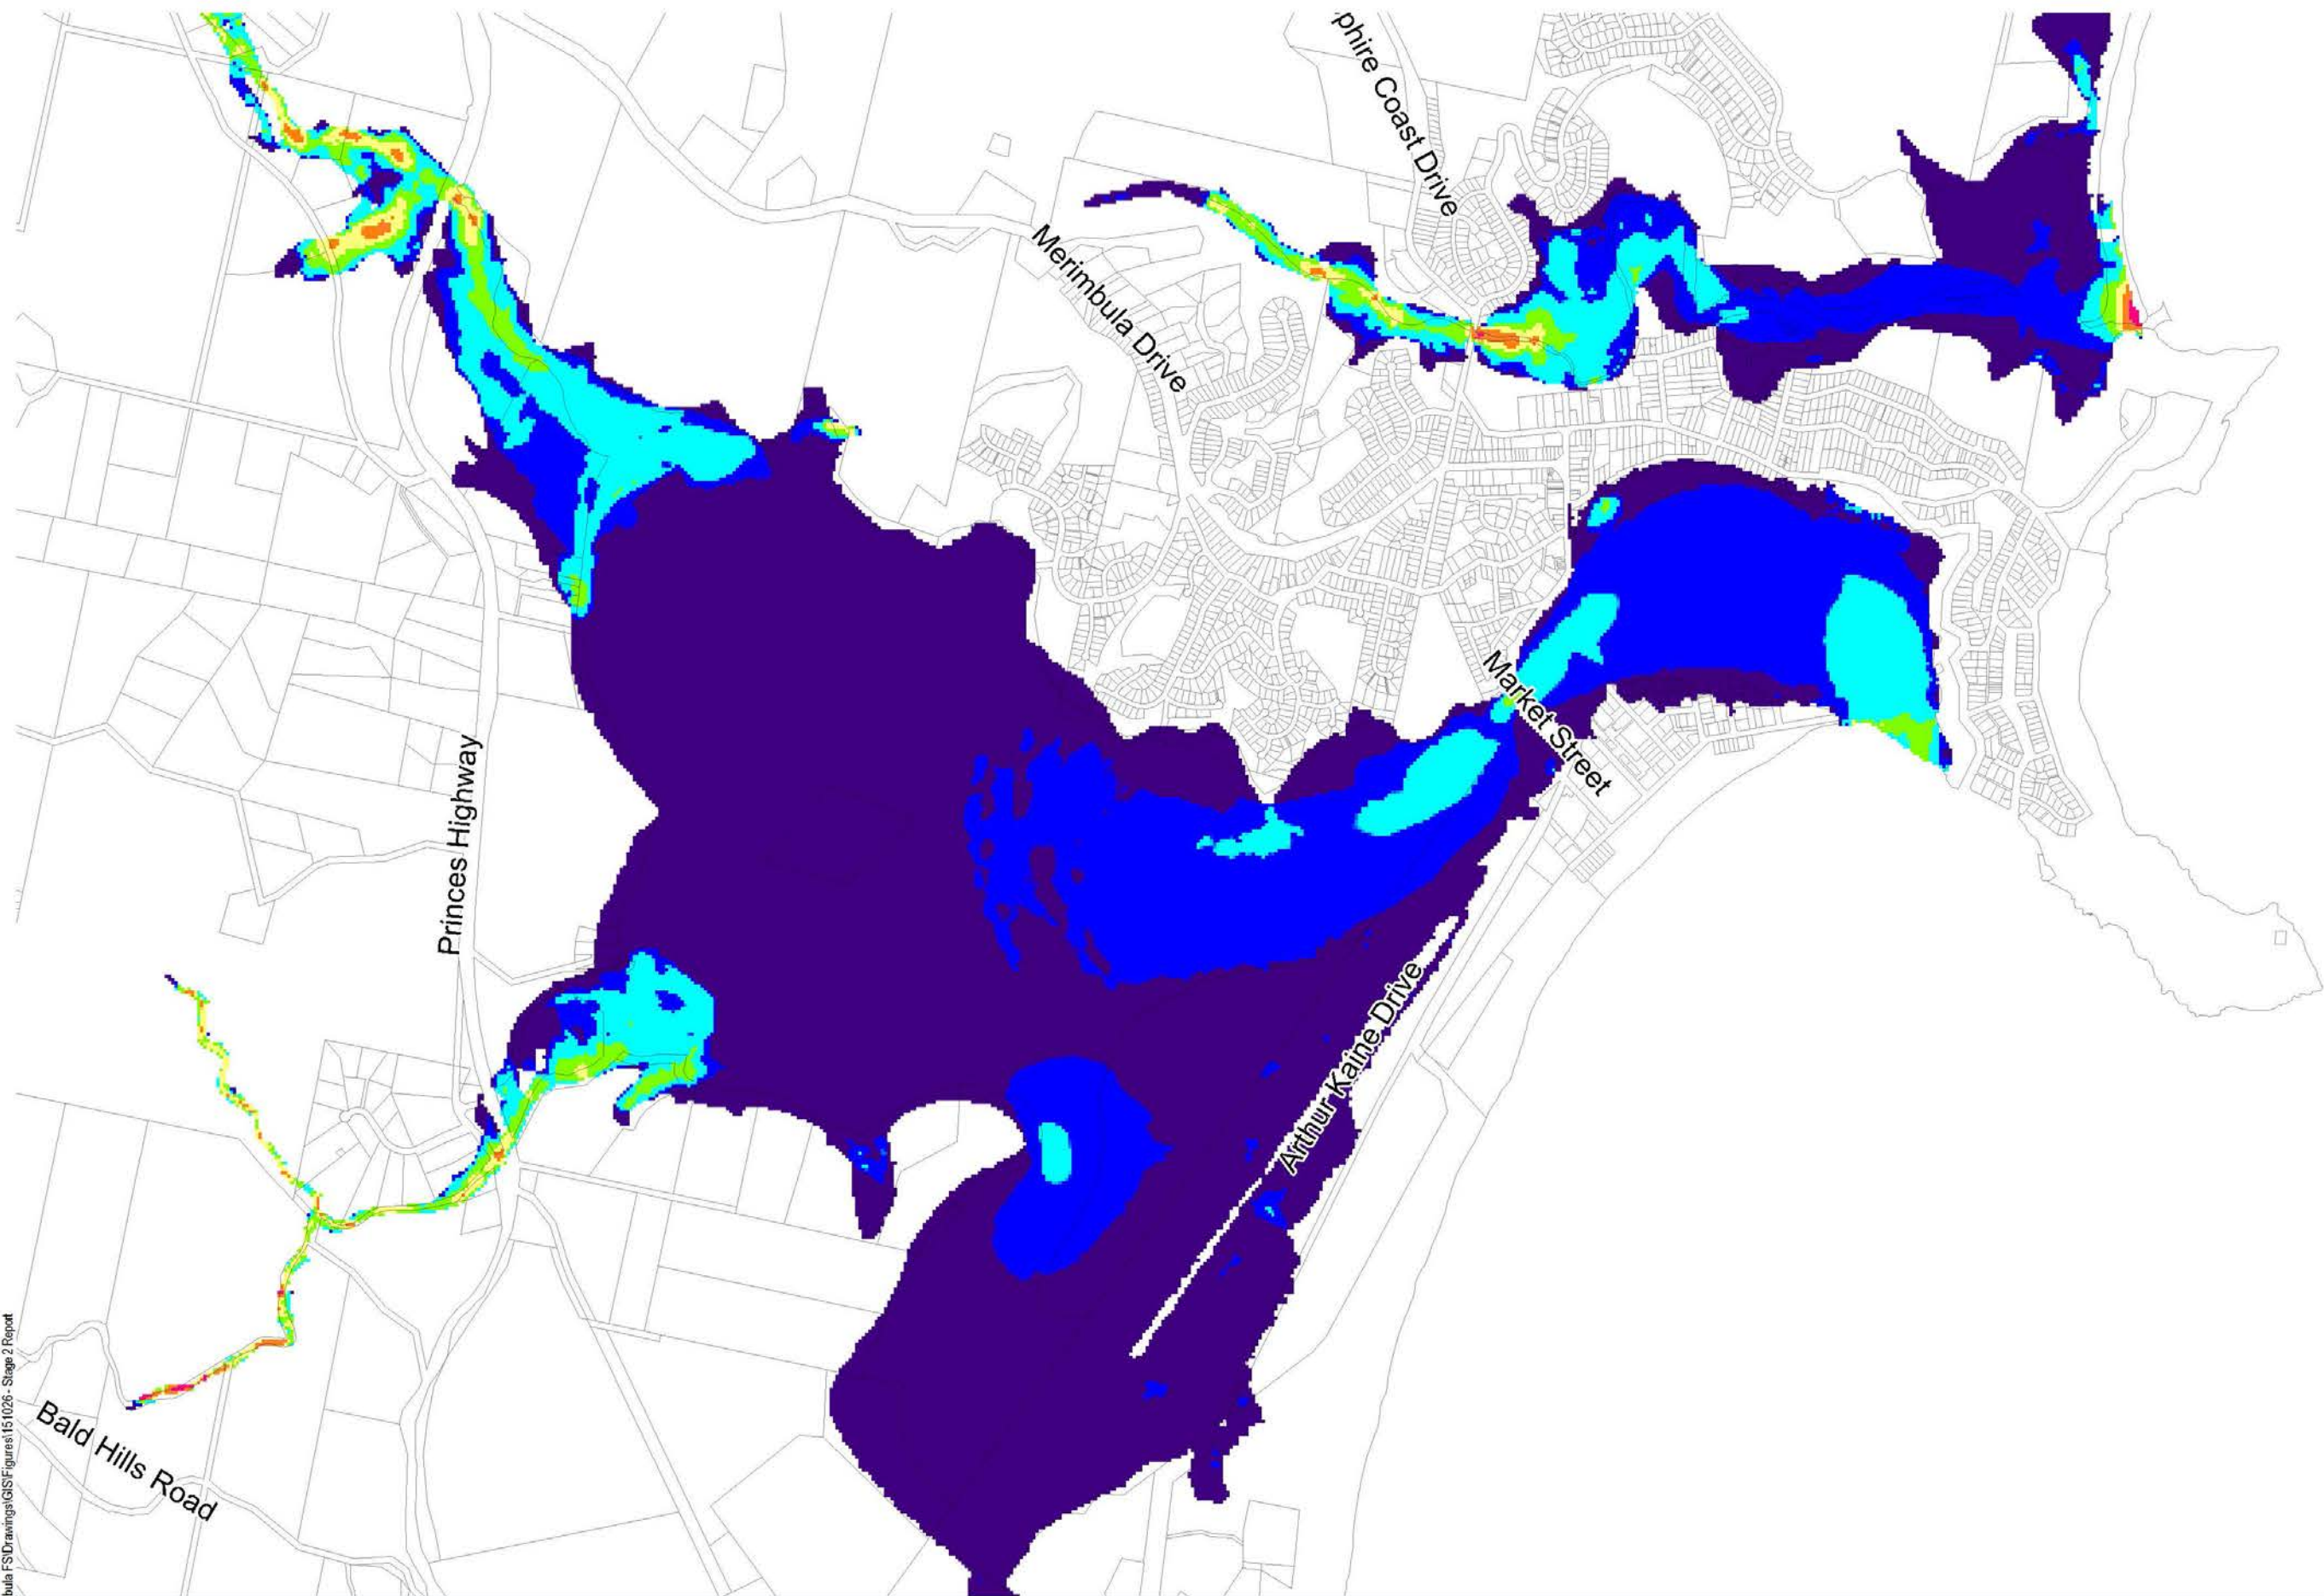 phire Coast Drive
Merimbula Drive
Market Street
Princes Highway
Arthur Kaine Drive
Bald Hills Road
bula FS\Drawings\GIS\Figures\151026 - Stage 2 Report